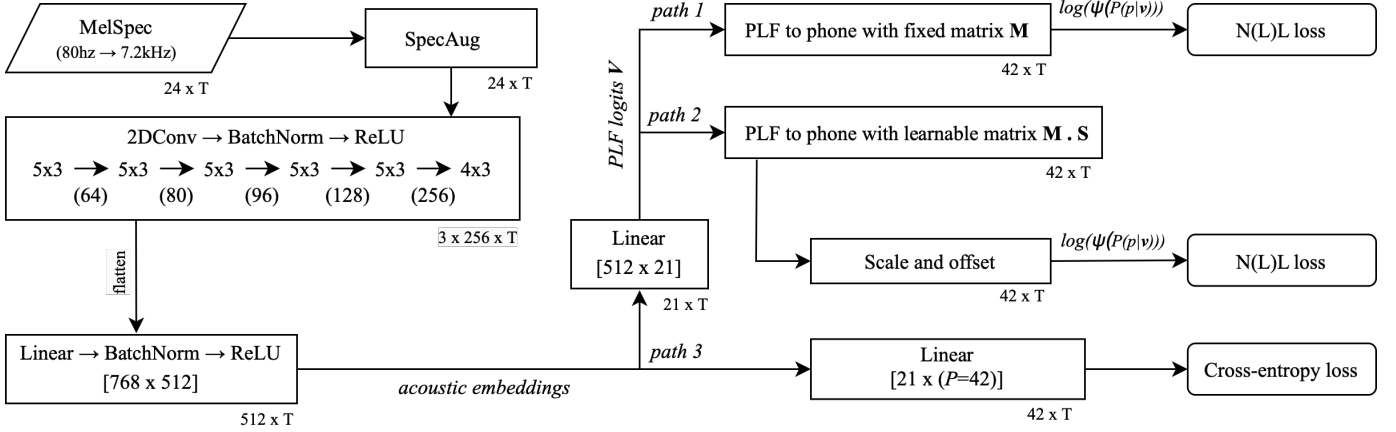 MelSpec
(80hz → 7.2kHz)
24 x T
SpecAug
24 x T
2DConv → BatchNorm → ReLU
5x3 → 5x3 → 5x3 → 5x3 → 5x3 → 4x3
(64) (80) (96) (128) (256)
3 x 256 x T
flatten
Linear → BatchNorm → ReLU
[768 x 512]
512 x T
acoustic embeddings
Linear
[512 x 21]
21 x T
PLF logits V
path 1
PLF to phone with fixed matrix M
42 x T
log(ψ(P(p|v)))
N(L)L loss
path 2
PLF to phone with learnable matrix M . S
42 x T
Scale and offset
42 x T
log(ψ(P(p|v)))
N(L)L loss
path 3
Linear
[21 x (P=42)]
42 x T
Cross-entropy loss